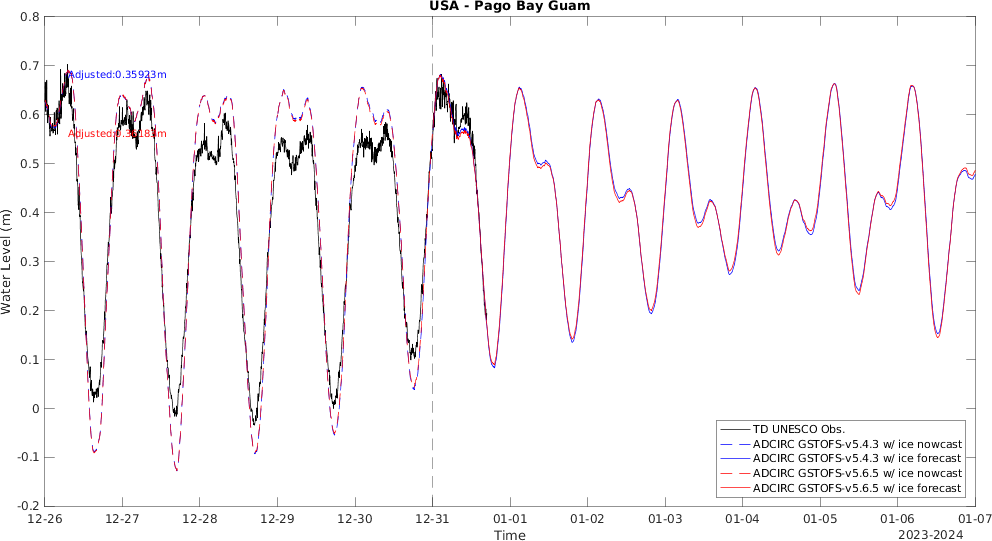 USA - Pago Bay Guam
0.8
0.7
0.6
0.5
0.4
0.3
0.2
0.1
0
-0.1
-0.2
Water Level (m)
Adjusted:0.35923m
TD UNESCO Obs.
ADCIRC GSTOFS-v5.4.3 w/ ice nowcast
ADCIRC GSTOFS-v5.4.3 w/ ice forecast
ADCIRC GSTOFS-v5.6.5 w/ ice nowcast
ADCIRC GSTOFS-v5.6.5 w/ ice forecast
12-26 12-27 12-28 12-29 12-30 12-31 01-01 01-02 01-03 01-04 01-05 01-06 01-07
Time
2023-2024